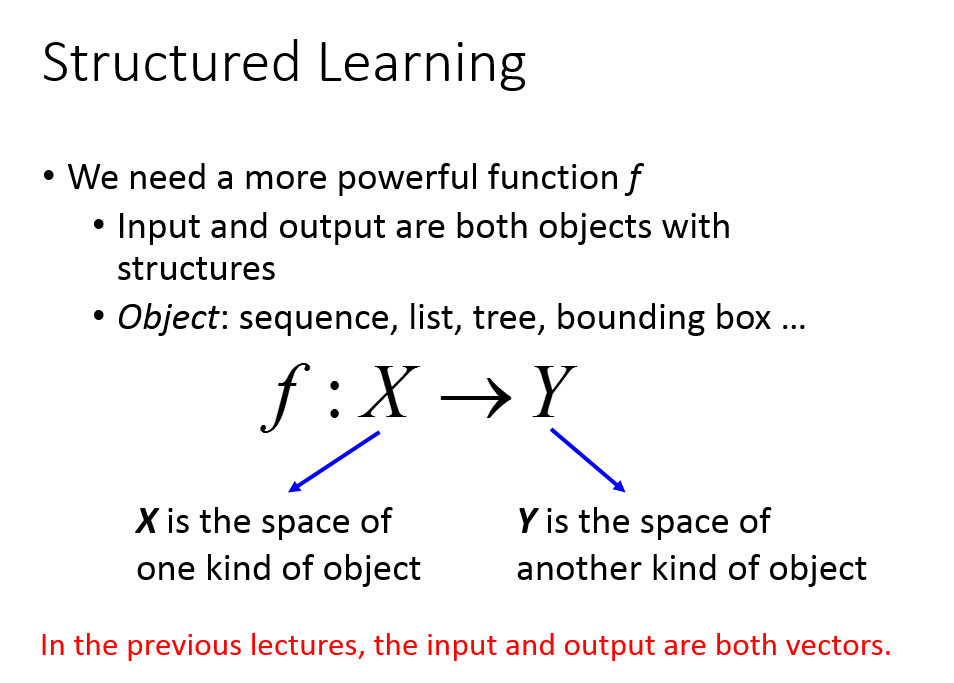 Structured Learning
• We need a more powerful function f
• Input and output are both objects with
structures
• Object: sequence, list, tree, bounding box …
f : X → Y
X is the space of
one kind of object
Y is the space of
another kind of object
In the previous lectures, the input and output are both vectors.